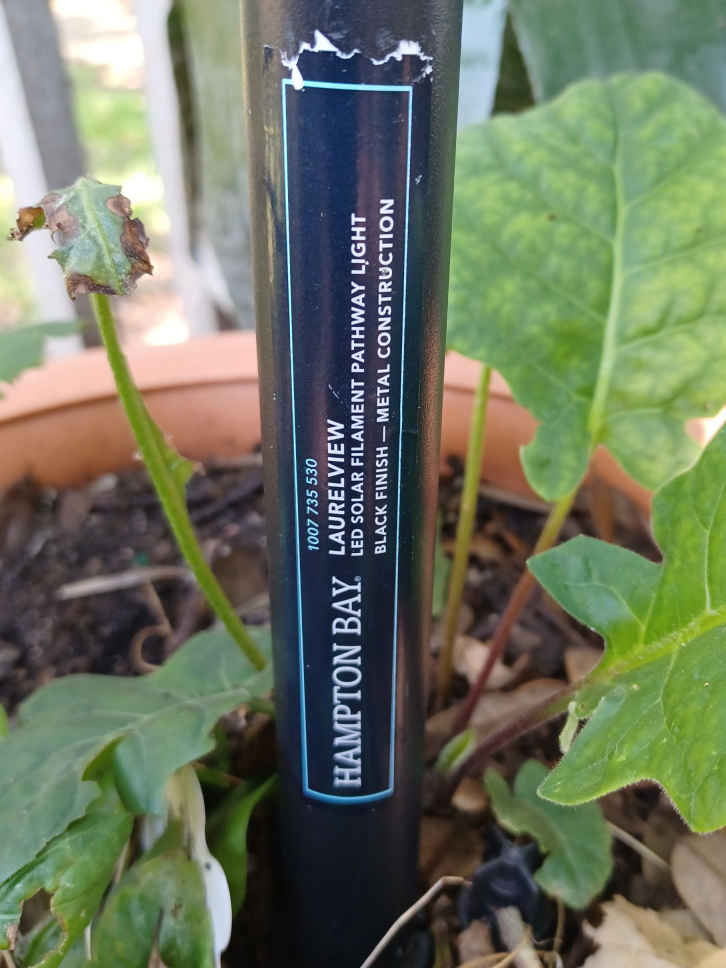 HAMPTON BAY®
1007 735 530
LAURELVIEW
LED SOLAR FILAMENT PATHWAY LIGHT
BLACK FINISH — METAL CONSTRUCTION